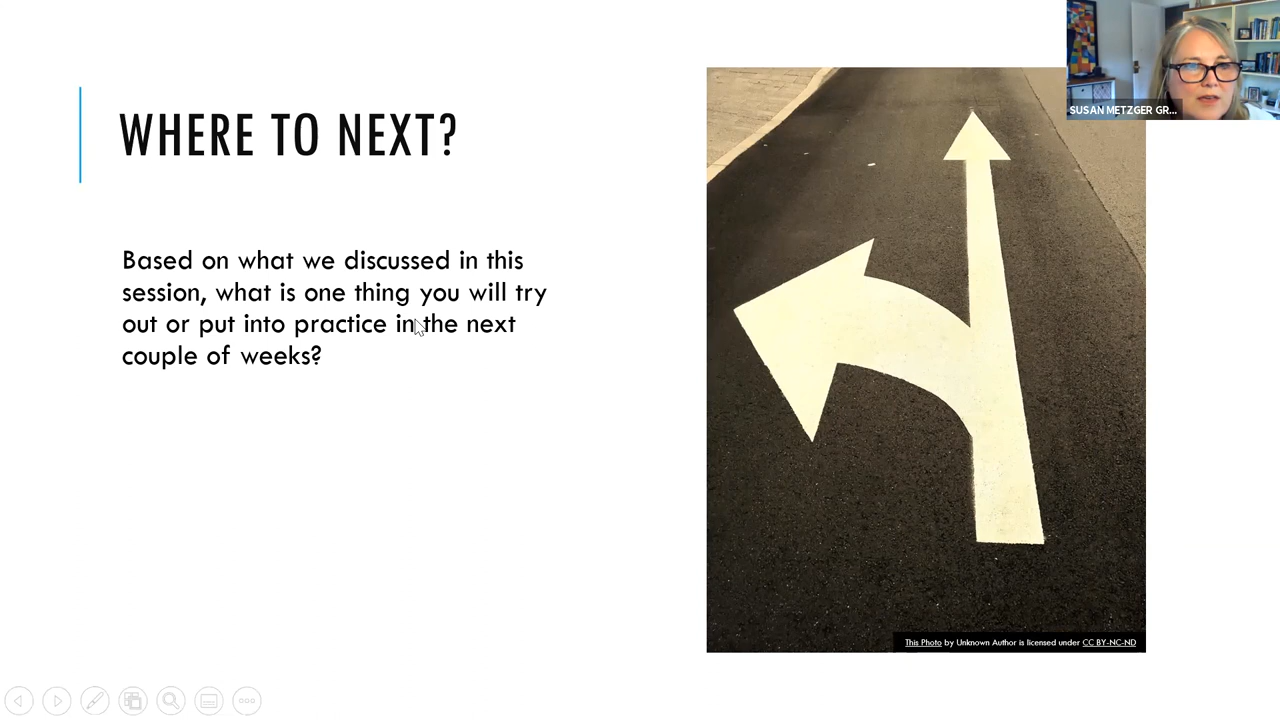 WHERE TO NEXT?
Based on what we discussed in this
session, what is one thing you will try
out or put into practice in the next
couple of weeks?
SUSAN METZGER GR...
This Photo by Unknown Author is licensed under CC BY-NC-ND